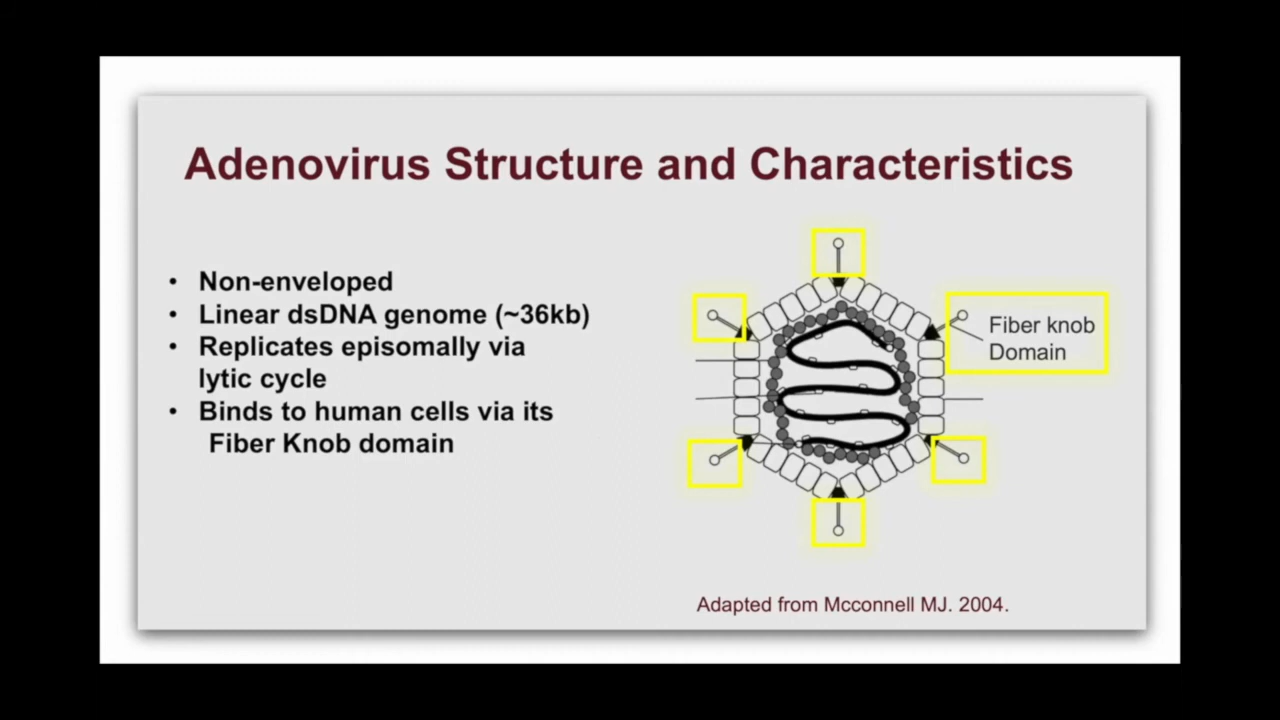 Adenovirus Structure and Characteristics
• Non-enveloped
• Linear dsDNA genome (~36kb)
• Replicates episomally via
lytic cycle
• Binds to human cells via its
Fiber Knob domain
Fiber knob
Domain
Adapted from Mcconnell MJ. 2004.